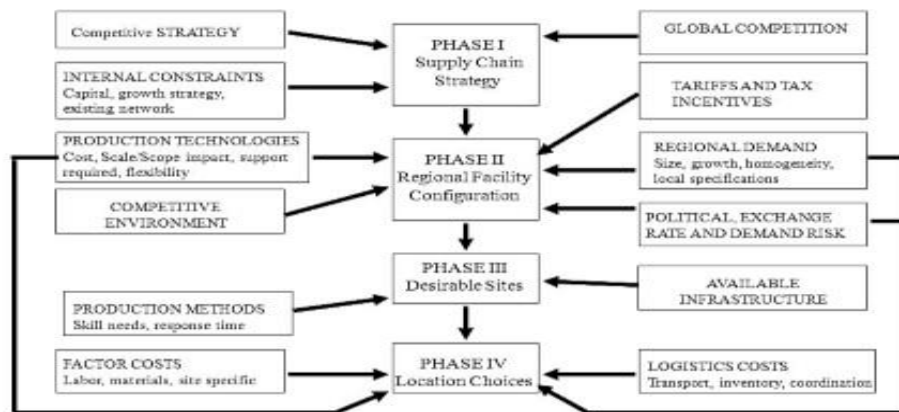 Competitive STRATEGY
PHASE I
Supply Chain
Strategy
GLOBAL COMPETITION
INTERNAL CONSTRAINTS
Capital, growth strategy,
existing network
TARIFFS AND TAX
INCENTIVES
PRODUCTION TECHNOLOGIES
Cost, Scale/Scope impact, support
required, flexibility
PHASE II
Regional Facility
Configuration
REGIONAL DEMAND
Size, growth, homogeneity,
local specifications
COMPETITIVE
ENVIRONMENT
POLITICAL, EXCHANGE
RATE AND DEMAND RISK
PHASE III
Desirable Sites
AVAILABLE
INFRASTRUCTURE
PRODUCTION METHODS
Skill needs, response time
FACTOR COSTS
Labor, materials, site specific
PHASE IV
Location Choices
LOGISTICS COSTS
Transport, inventory, coordination